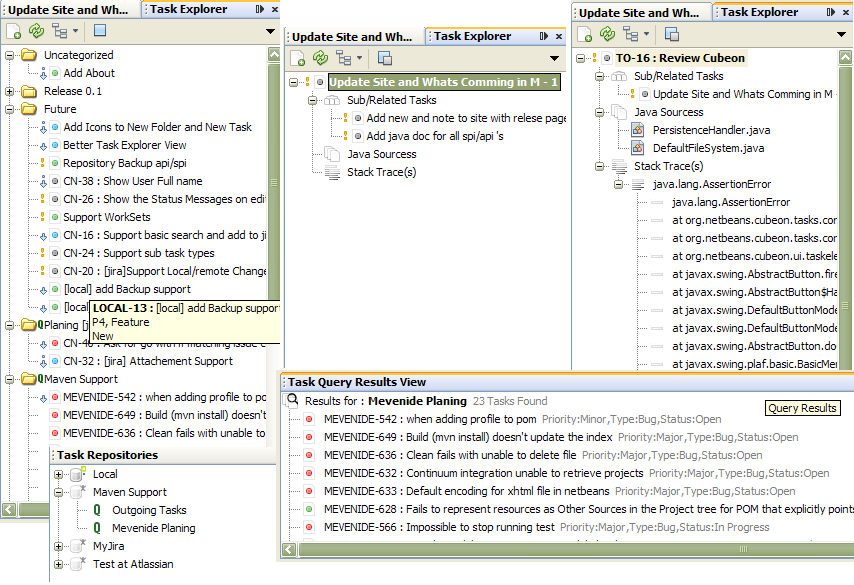 Update Site and Wh...
Task Explorer
Uncategorized
Add About
Release 0.1
Future
Add Icons to New Folder and New Task
Better Task Explorer View
Repository Backup api/spi
CN-38 : Show User Full name
CN-26 : Show the Status Messages on edi
Support WorkSets
CN-16 : Support basic search and add to ji
CN-24 : Support sub task types
CN-20 : [jira]Support Local/remote Change
[local] add Backup support
[local
LOCAL-13 : [local] add Backup support
P4, Feature
New
Planing [j
CN-32 : [jira] Attachement Support
Maven Support
MEVENIDE-542 : when adding profile to po
MEVENIDE-649 : Build (mvn install) doesn't
MEVENIDE-636 : Clean fails with unable to
Task Repositories
Local
Maven Support
Outgoing Tasks
Mevenide Planing
MyJira
Test at Atlassian
Update Site and Wh...
Task Explorer
Update Site and Whats Comming in M - 1
Sub/Related Tasks
Add new and note to site with relese page
Add java doc for all spi/api 's
Java Sourcess
Stack Trace(s)
Update Site and Wh...
Task Explorer
TO-16 : Review Cubeon
Sub/Related Tasks
Update Site and Whats Comming in M -
Java Sourcess
PersistenceHandler.java
DefaultFileSystem.java
Stack Trace(s)
java.lang.AssertionError
java.lang.AssertionError
at org.netbeans.cubeon.tasks.cor
at org.netbeans.cubeon.tasks.cor
at org.netbeans.cubeon.ui.taskele
at javax.swing.AbstractButton.fire
at javax.swing.AbstractButton$Ha
at javax.swing.DefaultButtonMode
at javax.swing.DefaultButtonMode
at javax.swing.AbstractButton.do
at javax.swing.plaf.basic.BasicMer
Task Query Results View
Results for : Mevenide Planing 23 Tasks Found
Query Results
MEVENIDE-542 : when adding profile to pom Priority:Minor,Type:Bug,Status:Open
MEVENIDE-649 : Build (mvn install) doesn't update the index Priority:Major,Type:Bug,Status:Open
MEVENIDE-636 : Clean fails with unable to delete file Priority:Major,Type:Bug,Status:Open
MEVENIDE-632 : Continuum integration unable to retrieve projects Priority:Major,Type:Bug,Status:Open
MEVENIDE-633 : Default encoding for xhtml file in netbeans Priority:Major,Type:Bug,Status:Open
MEVENIDE-628 : Fails to represent resources as Other Sources in the Project tree for POM that explicitly points
MEVENIDE-566 : Impossible to stop running test Priority:Major,Type:Bug,Status:In Progress